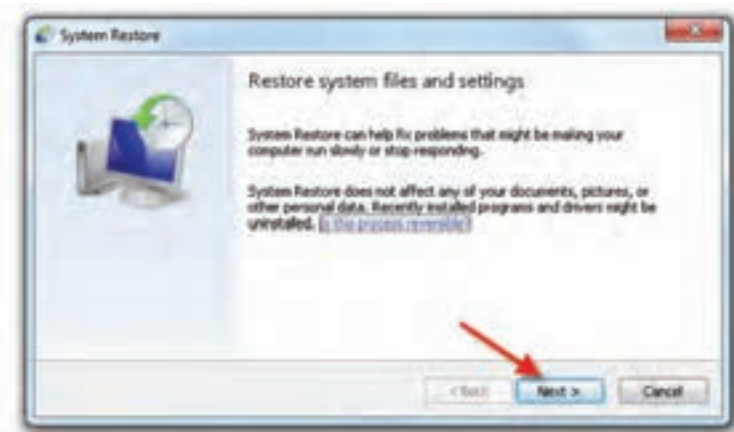 System Restore
Restore system files and settings
System Restore can help fix problems that might be making your
computer run slowly or stop responding.
System Restore does not affect any of your documents, pictures, or
other personal data. Recently installed programs and drivers might be
uninstalled. Is this process reversible?
< Back
Next >
Cancel